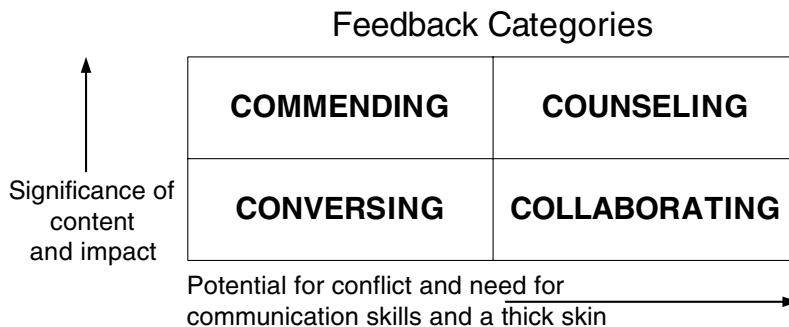 Feedback Categories
COMMENDING
COUNSELING
Significance of
content
and impact
CONVERSING
COLLABORATING
Potential for conflict and need for
communication skills and a thick skin